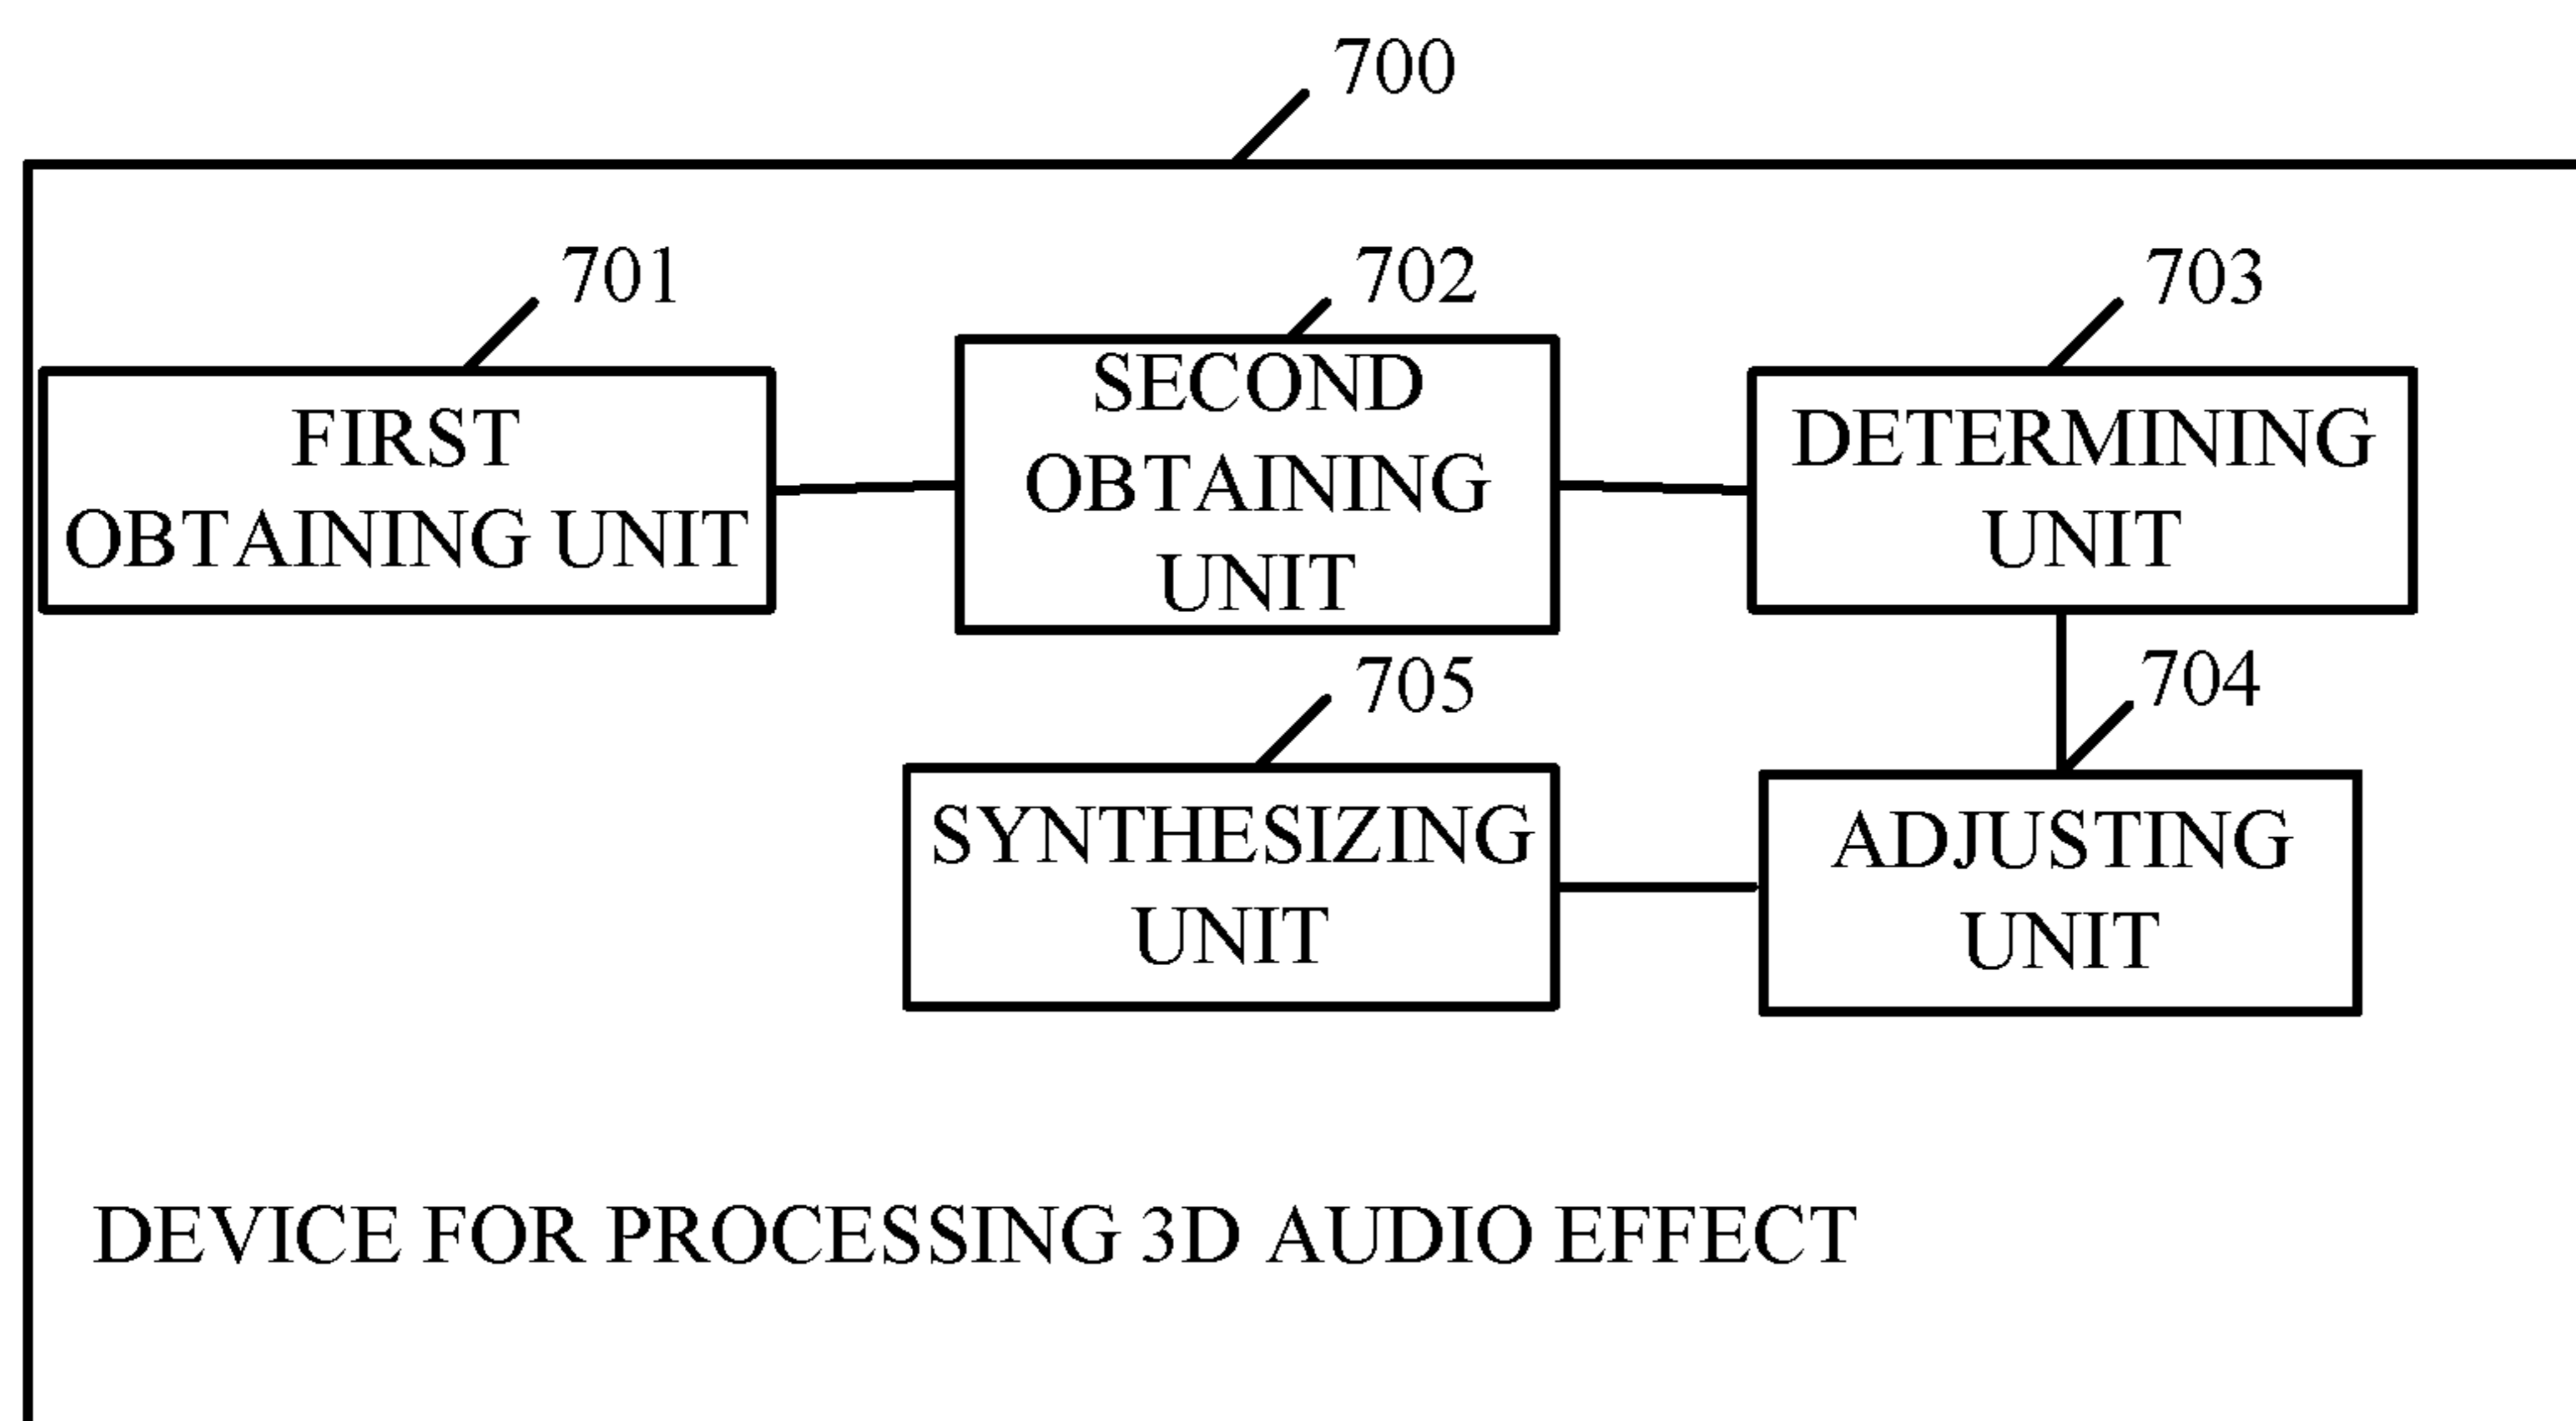 700
701
702
703
FIRST
OBTAINING UNIT
SECOND
OBTAINING
UNIT
DETERMINING
UNIT
705
704
SYNTHESIZING
UNIT
ADJUSTING
UNIT
DEVICE FOR PROCESSING 3D AUDIO EFFECT